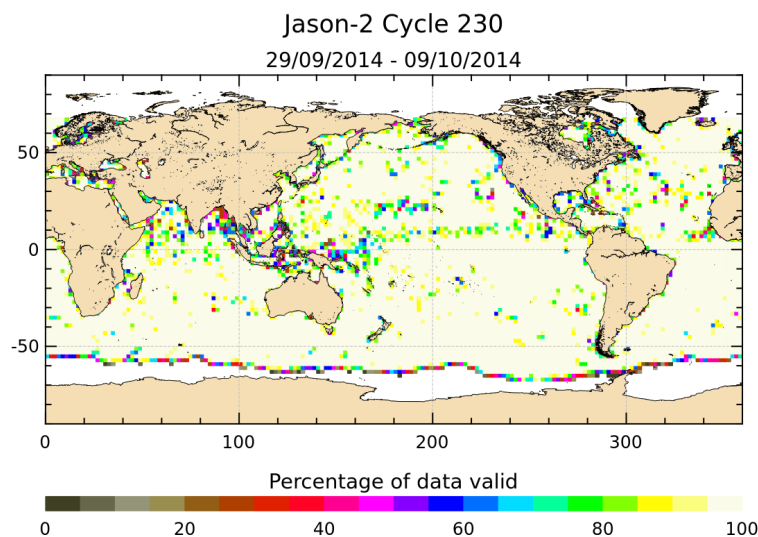 Jason-2 Cycle 230
29/09/2014 - 09/10/2014
50
0
-50
0 100 200 300
Percentage of data valid
0 20 40 60 80 100